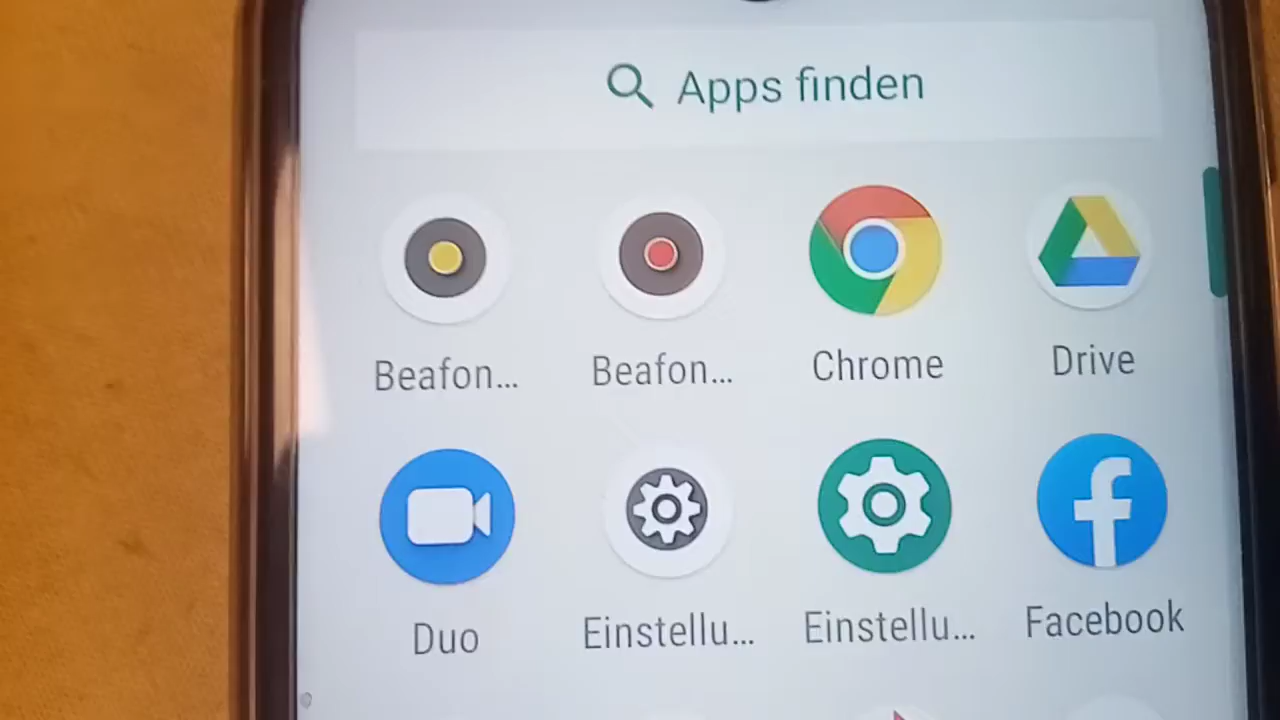 Apps finden
Beafon...
Beafon...
Chrome
Drive
Duo
Einstellu...
Einstellu...
Facebook